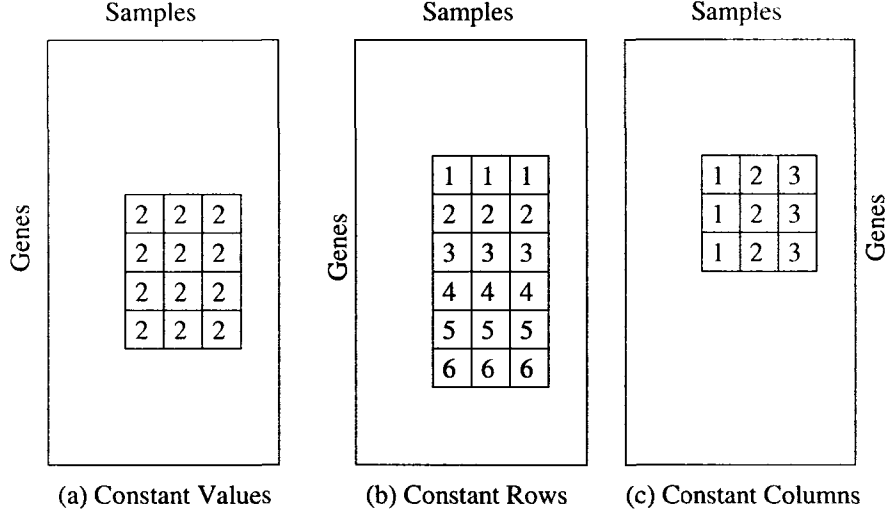 Samples
Samples
Samples
Genes
2 2 2
2 2 2
2 2 2
2 2 2
Genes
1 1 1
2 2 2
3 3 3
4 4 4
5 5 5
6 6 6
1 2 3
1 2 3
1 2 3
Genes
(a) Constant Values
(b) Constant Rows
(c) Constant Columns